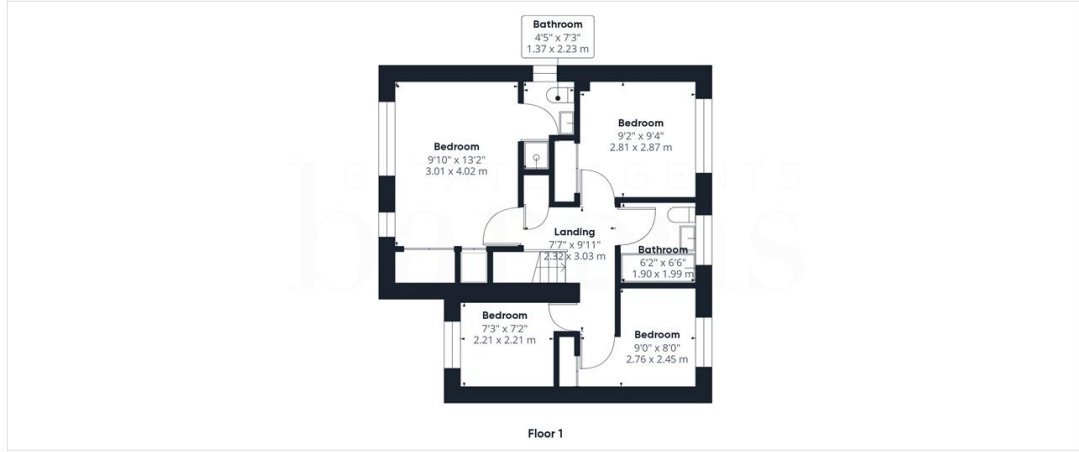 Bathroom
4'5" x 7'3"
1.37 x 2.23 m
Bedroom
9'10" x 13'2"
3.01 x 4.02 m
Bedroom
9'2" x 9'4"
2.81 x 2.87 m
ESTATE AGENTS
Landing
7'7" x 9'11"
2.32 x 3.03 m
Bathroom
6'2" x 6'6"
1.90 x 1.99 m
Bedroom
7'3" x 7'2"
2.21 x 2.21 m
Bedroom
9'0" x 8'0"
2.76 x 2.45 m
Floor 1